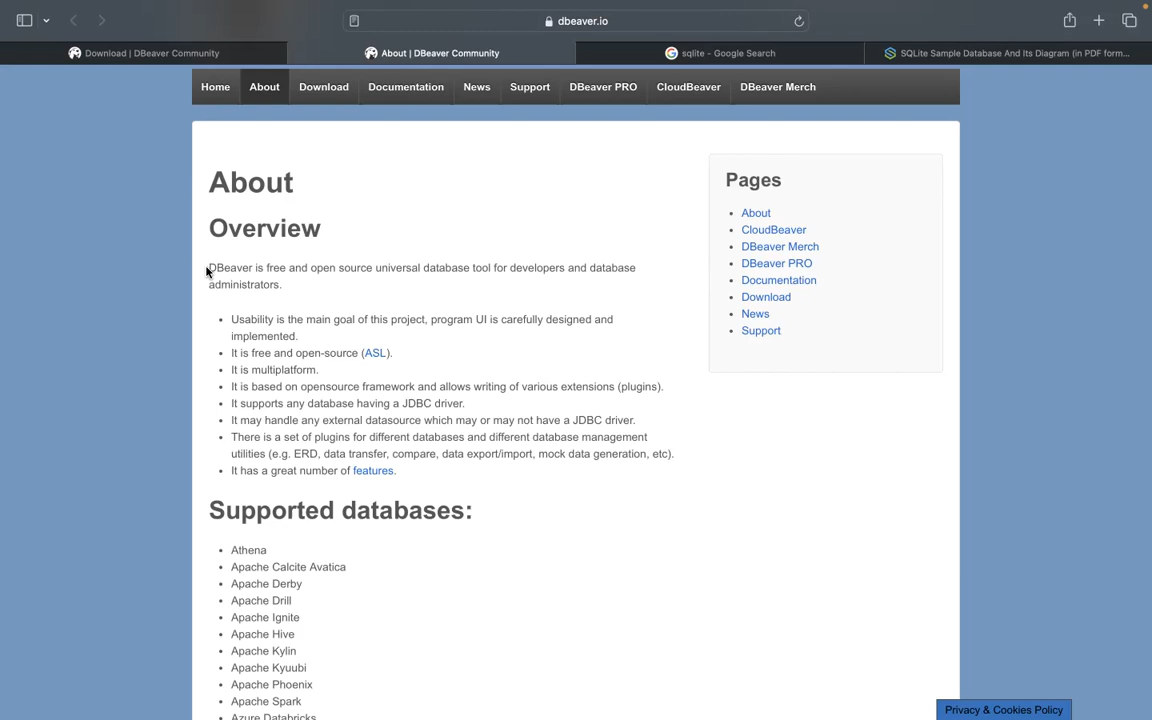 dbeaver.io
Download | DBeaver Community
About | DBeaver Community
sqlite - Google Search
SQLite Sample Database And Its Diagram (in PDF form...
Home
About
Download
Documentation
News
Support
DBeaver PRO
CloudBeaver
DBeaver Merch
About
Overview
DBeaver is free and open source universal database tool for developers and database
administrators.
Usability is the main goal of this project, program UI is carefully designed and
implemented.
It is free and open-source (ASL).
It is multiplatform.
It is based on opensource framework and allows writing of various extensions (plugins).
It supports any database having a JDBC driver.
It may handle any external datasource which may or may not have a JDBC driver.
There is a set of plugins for different databases and different database management
utilities (e.g. ERD, data transfer, compare, data export/import, mock data generation, etc).
It has a great number of features.
Supported databases:
Athena
Apache Calcite Avatica
Apache Derby
Apache Drill
Apache Ignite
Apache Hive
Apache Kylin
Apache Kyuubi
Apache Phoenix
Apache Spark
Azure Databricks
Pages
About
CloudBeaver
DBeaver Merch
DBeaver PRO
Documentation
Download
News
Support
Privacy & Cookies Policy